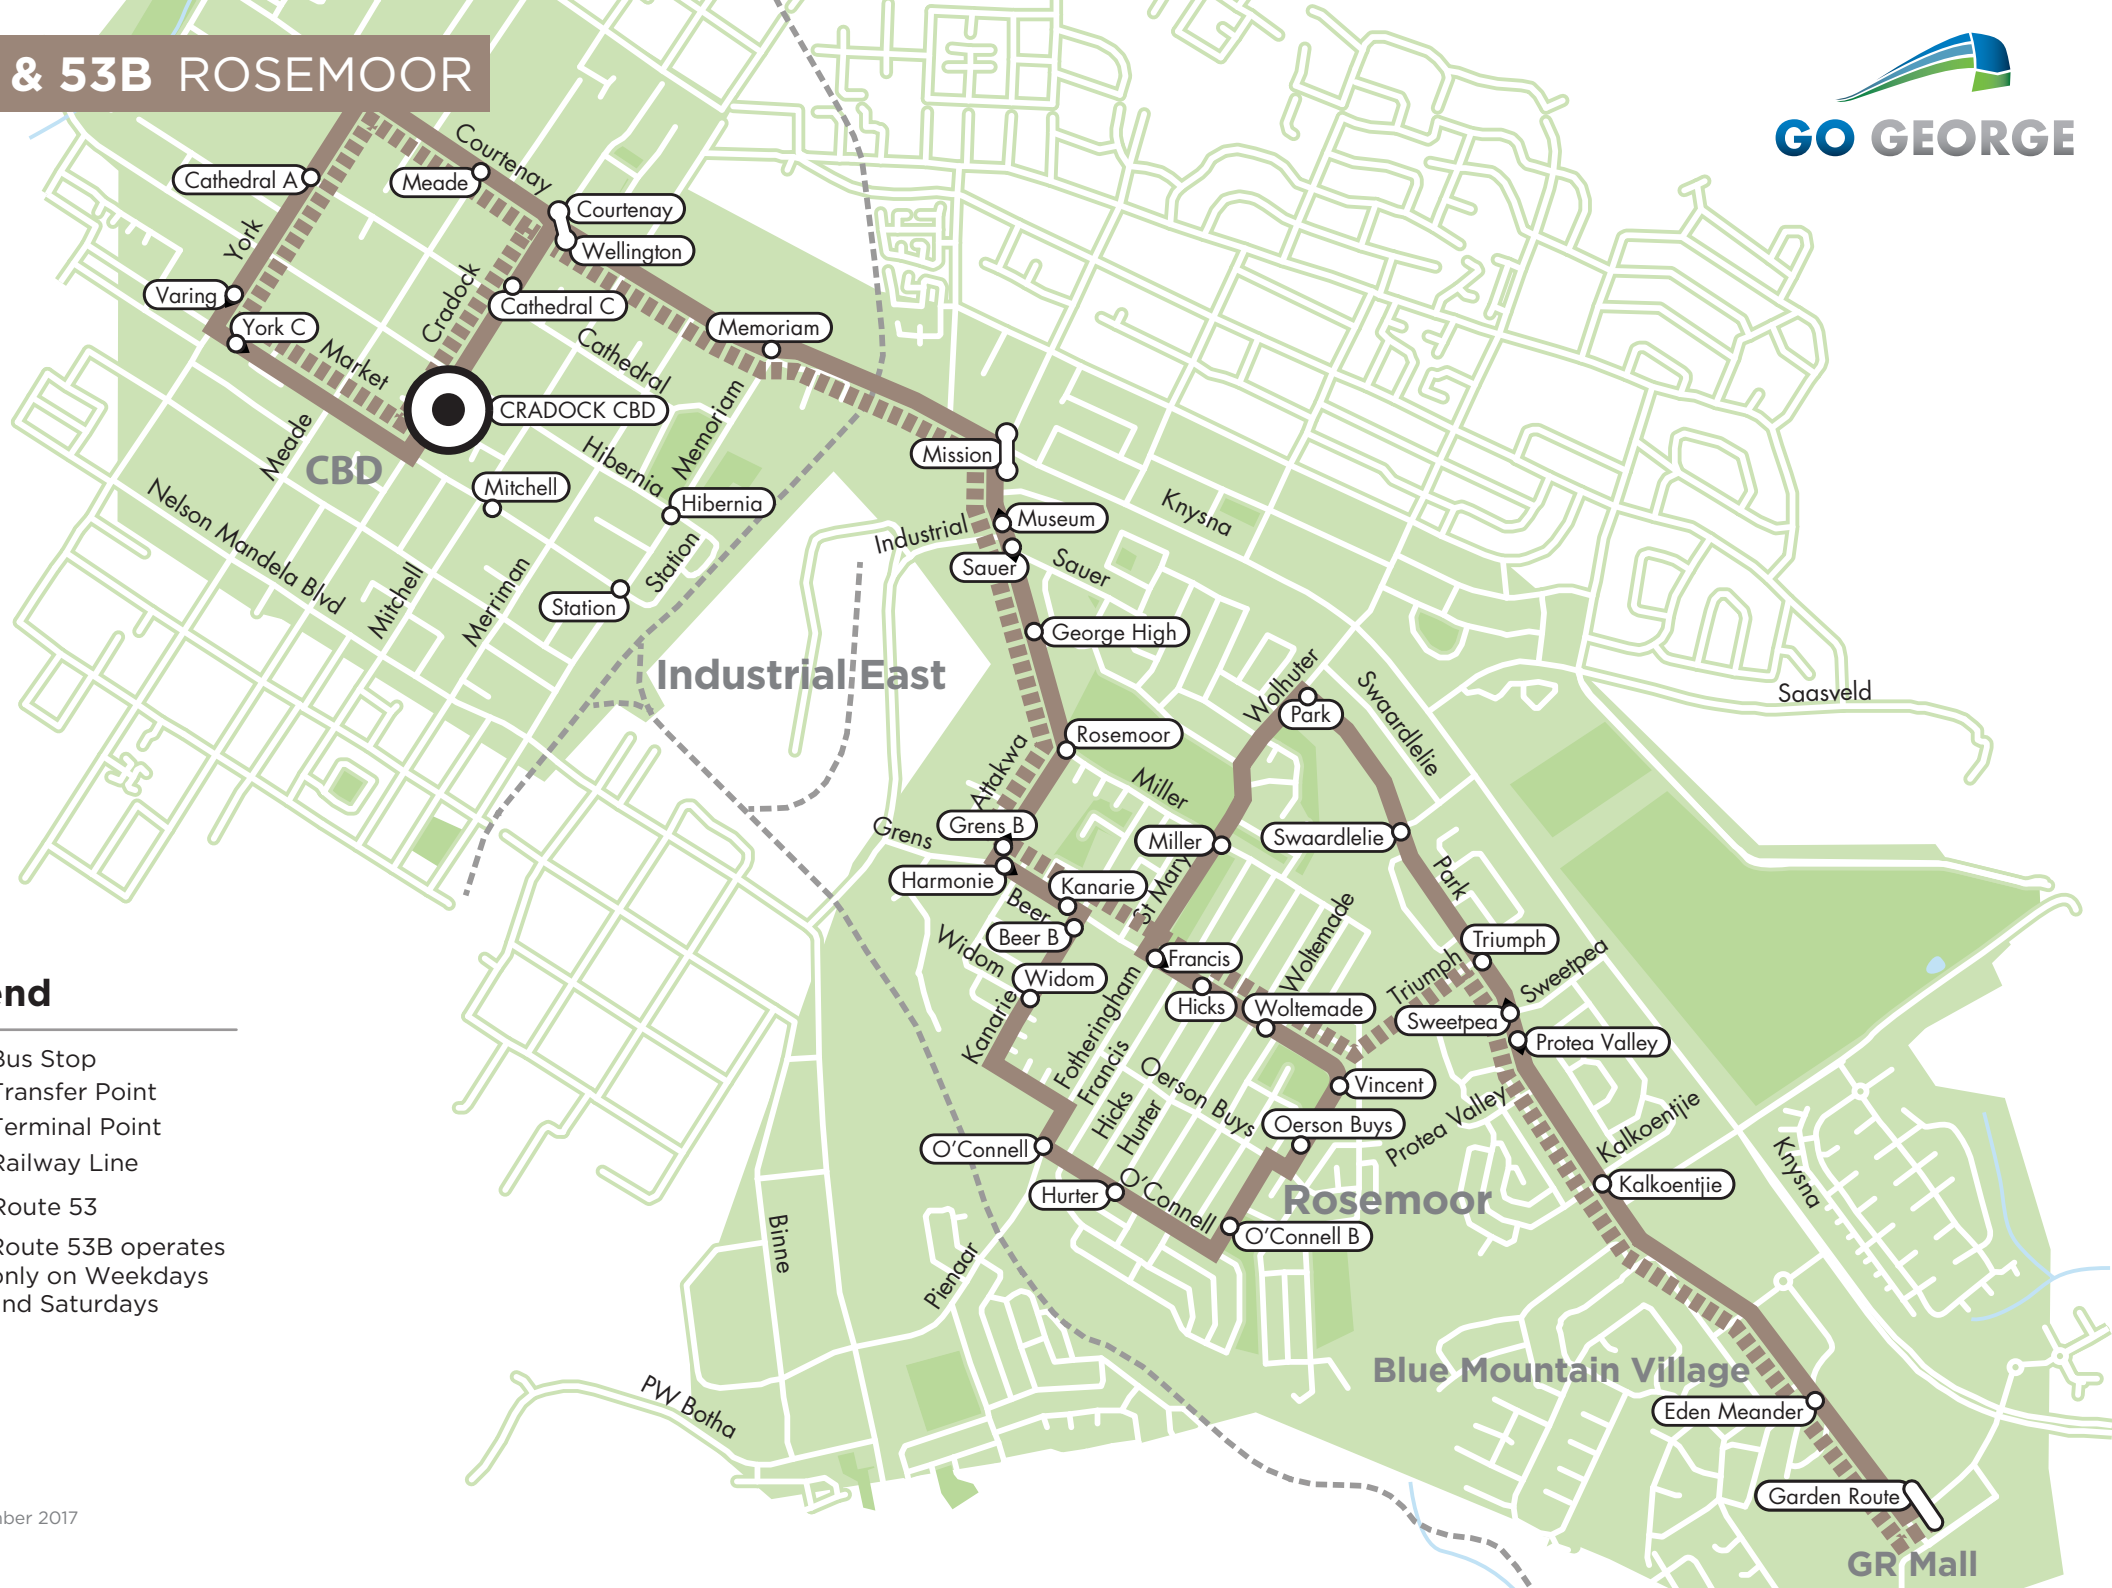 & 53B ROSEMOOR
GO GEORGE
Courtenay
Cathedral A
Meade
Courtenay
York
Wellington
Varing
Cradock
Cathedral C
York C
Market
Cathedral
Memoriam
CRADOCK CBD
Meade
CBD
Hibernia
Memoriam
Mission
Mitchell
Hibernia
Nelson Mandela Blvd
Industrial
Museum
Knysna
Sauer
Sauer
Mitchell
Merriman
Station
Station
George High
Industrial East
Wolhuter
Swaardlelie
Park
Saasveld
Rosemoor
Attakwa
Miller
Grens
Grens B
Miller
Swaardlelie
Harmonie
Kanarie
St Mary
Park
Beer
Beer B
Widom
Woltemade
Triumph
Francis
Triumph
Sweetpea
Widom
Hicks
Woltemade
Sweetpea
Kanarie
Protea Valley
Fotheringham
Francis
Hicks
Hurter
Oerson Buys
Vincent
Oerson Buys
Protea Valley
Kalkoentjie
O'Connell
Kalkoentjie
Knysna
Hurter
O'Connell
Rosemoor
O'Connell B
Binne
Pienaar
Blue Mountain Village
PW Botha
Eden Meander
Garden Route
GR Mall
end
Bus Stop
Transfer Point
Terminal Point
Railway Line
Route 53
Route 53B operates
only on Weekdays
and Saturdays
mber 2017